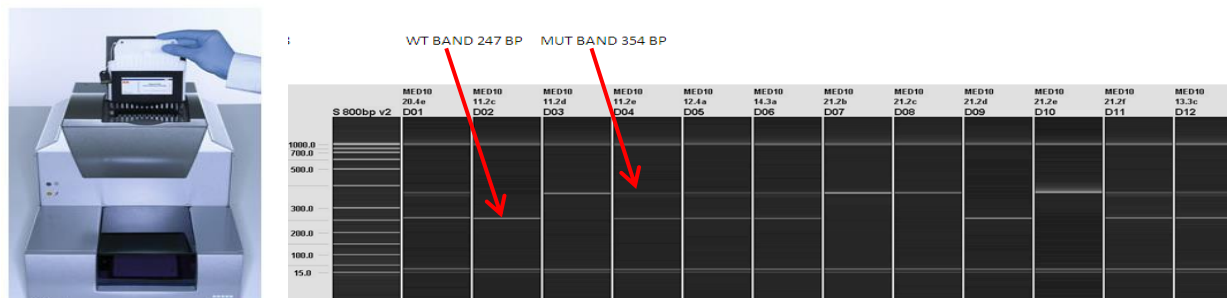 WT BAND 247 BP MUT BAND 354 BP
MED10 MED10 MED10 MED10 MED10 MED10 MED10 MED10 MED10 MED10 MED10 MED10
20.4e 11.2c 11.2d 11.2e 12.4a 14.3a 21.2b 21.2c 21.2d 21.2e 21.2f 13.3c
S 800bp v2 D01 D02 D03 D04 D05 D06 D07 D08 D09 D10 D11 D12
1000.0
700.0
500.0
300.0
200.0
100.0
15.0